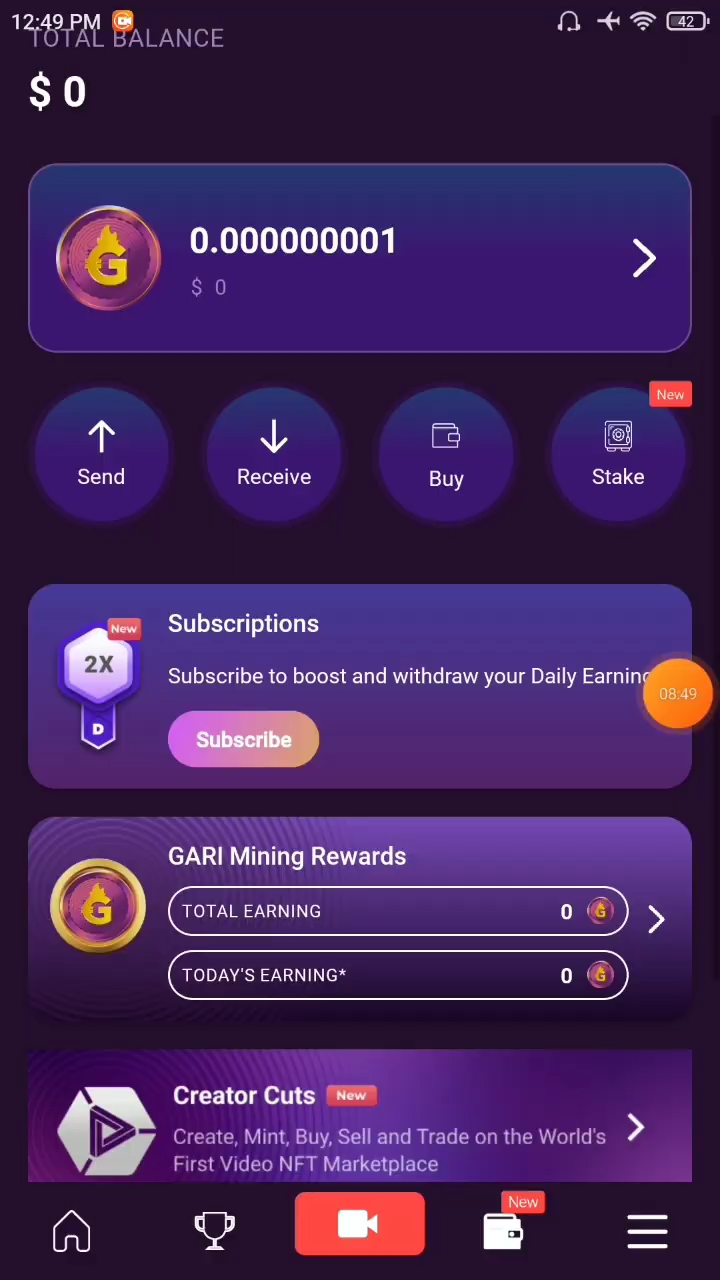 12:49 PM
42
TOTAL BALANCE
$ 0
G
0.000000001
$ 0
New
Send
Receive
Buy
Stake
New
2X
D
Subscriptions
Subscribe to boost and withdraw your Daily Earning
08:49
Subscribe
G
GARI Mining Rewards
TOTAL EARNING
0
G
TODAY'S EARNING*
0
G
Creator Cuts
New
Create, Mint, Buy, Sell and Trade on the World's
First Video NFT Marketplace
New